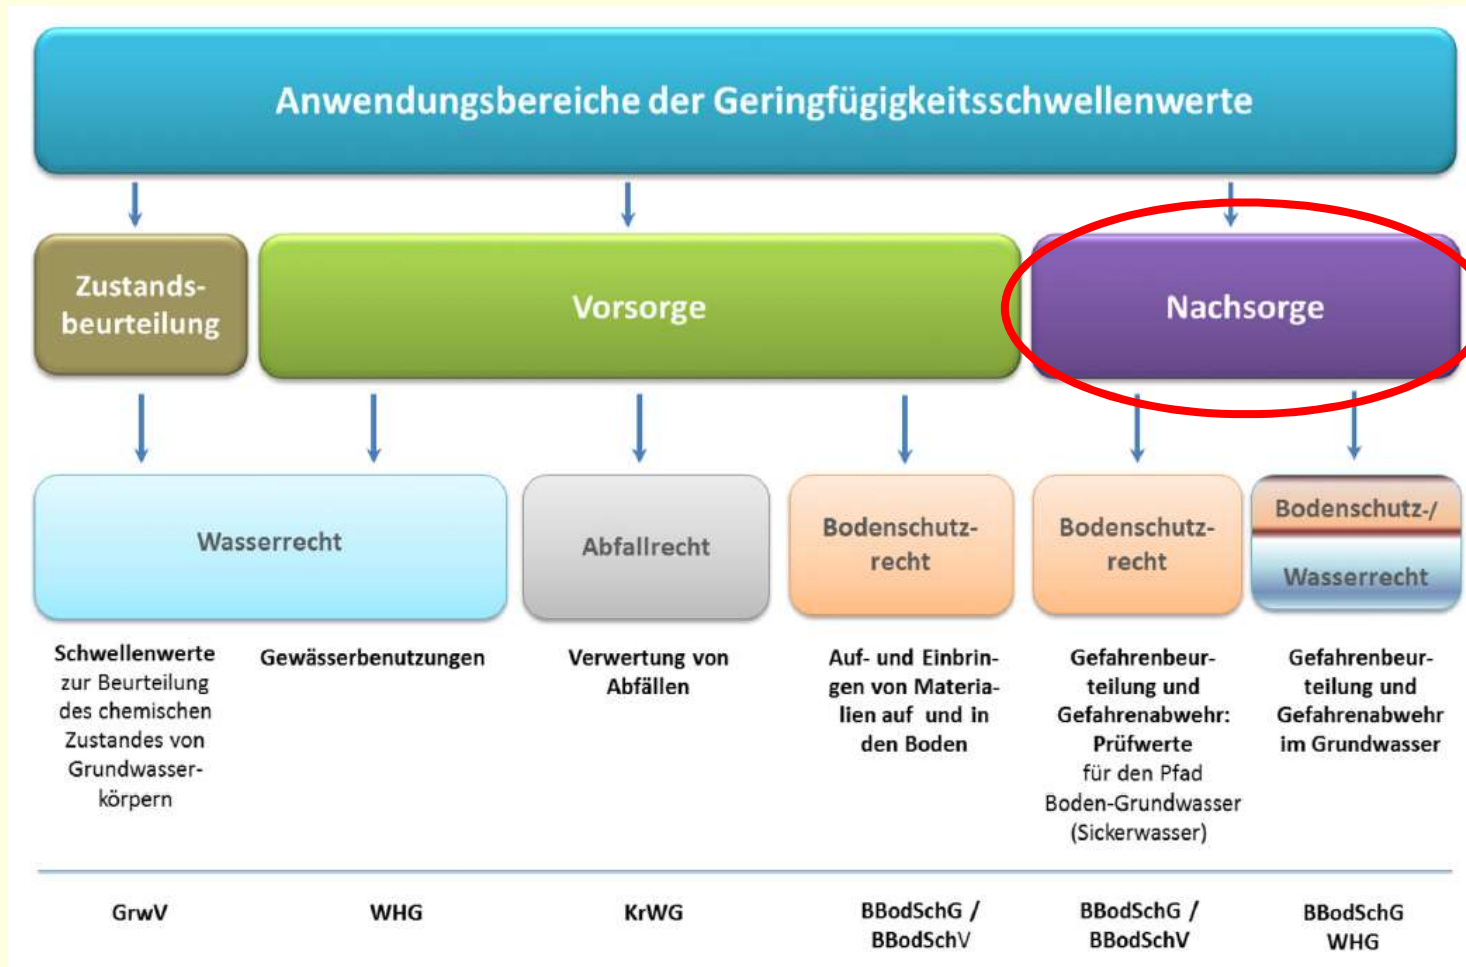 Anwendungsbereiche der Geringfügigkeitsschwellenwerte
Zustands-
beurteilung
Vorsorge
Nachsorge
Wasserrecht
Abfallrecht
Bodenschutz-
recht
Bodenschutz-
recht
Bodenschutz-/
Wasserrecht
Schwellenwerte
zur Beurteilung
des chemischen
Zustandes von
Grundwasser-
körpern
Gewässerbenutzungen
Verwertung von
Abfällen
Auf- und Einbrin-
gen von Materia-
lien auf und in
den Boden
Gefahrenbeur-
teilung und
Gefahrenabwehr:
Prüfwerte
für den Pfad
Boden-Grundwasser
(Sickerwasser)
Gefahrenbeur-
teilung und
Gefahrenabwehr
im Grundwasser
GrwV
WHG
KrWG
BBodSchG /
BBodSchV
BBodSchG /
BBodSchV
BBodSchG
WHG